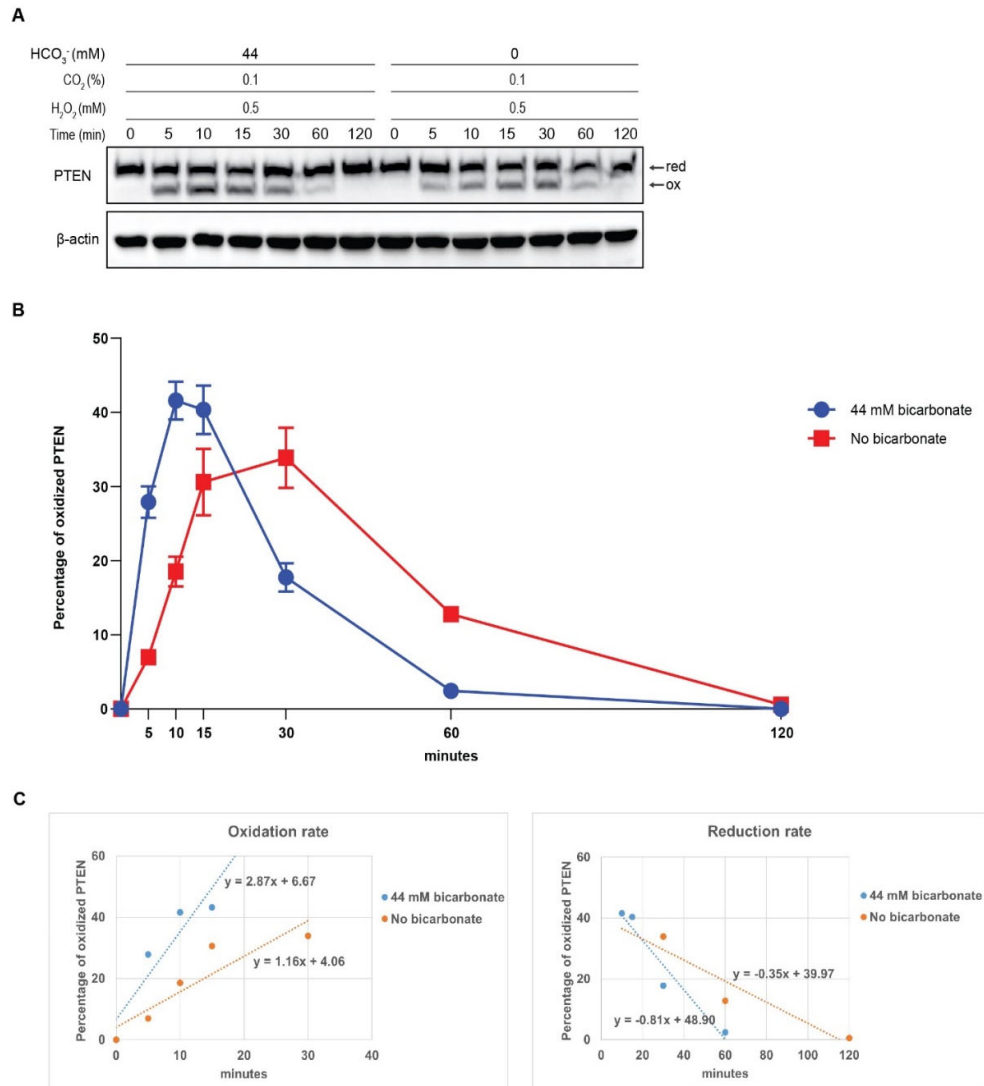 A
HCO₃⁻ (mM) 44 0
CO₂ (%) 0.1 0.1
H₂O₂ (mM) 0.5 0.5
Time (min) 0 5 10 15 30 60 120 0 5 10 15 30 60 120
PTEN ←red
←ox
β-actin
B
50
40
30
20
10
0
Percentage of oxidized PTEN
5 10 15 30 60 120
minutes
44 mM bicarbonate
No bicarbonate
C
Oxidation rate
60
40
20
0
Percentage of oxidized PTEN
y = 2.87x + 6.67
y = 1.16x + 4.06
44 mM bicarbonate
No bicarbonate
0 10 20 30 40
minutes
Reduction rate
60
40
20
0
Percentage of oxidized PTEN
y = -0.35x + 39.97
y = -0.81x + 48.90
44 mM bicarbonate
No bicarbonate
0 20 40 60 80 100 120
minutes